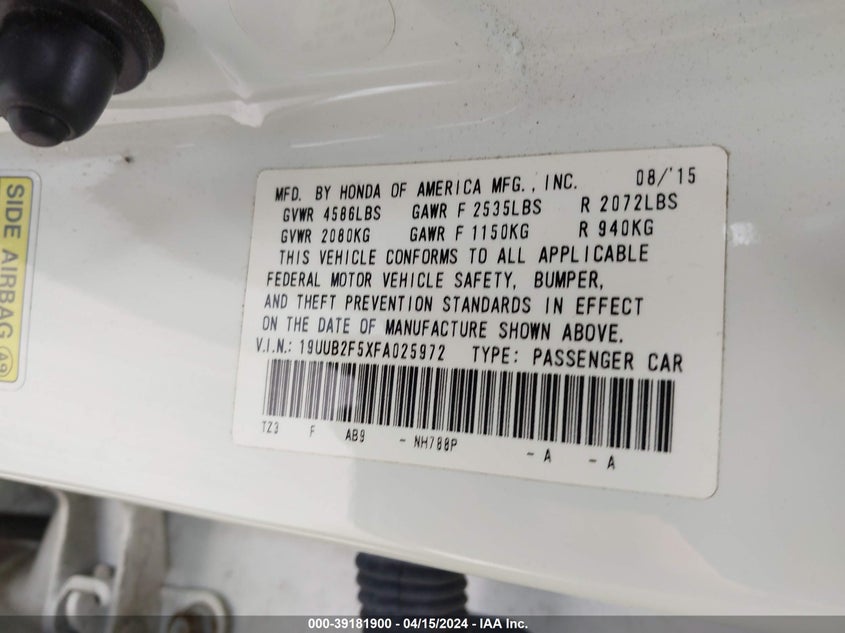 MFD. BY HONDA OF AMERICA MFG., INC. 08/'15
GVWR 4586LBS GAWR F 2535LBS R 2072LBS
GVWR 2080KG GAWR F 1150KG R 940KG
THIS VEHICLE CONFORMS TO ALL APPLICABLE
FEDERAL MOTOR VEHICLE SAFETY, BUMPER,
AND THEFT PREVENTION STANDARDS IN EFFECT
ON THE DATE OF MANUFACTURE SHOWN ABOVE.
V.I.N.: 19UUB2F5XFA025972 TYPE: PASSENGER CAR
TZ3 F AB9 - NH788P - A - A
SIDE AIRBAG 49
000-39181900 - 04/15/2024 - IAA Inc.